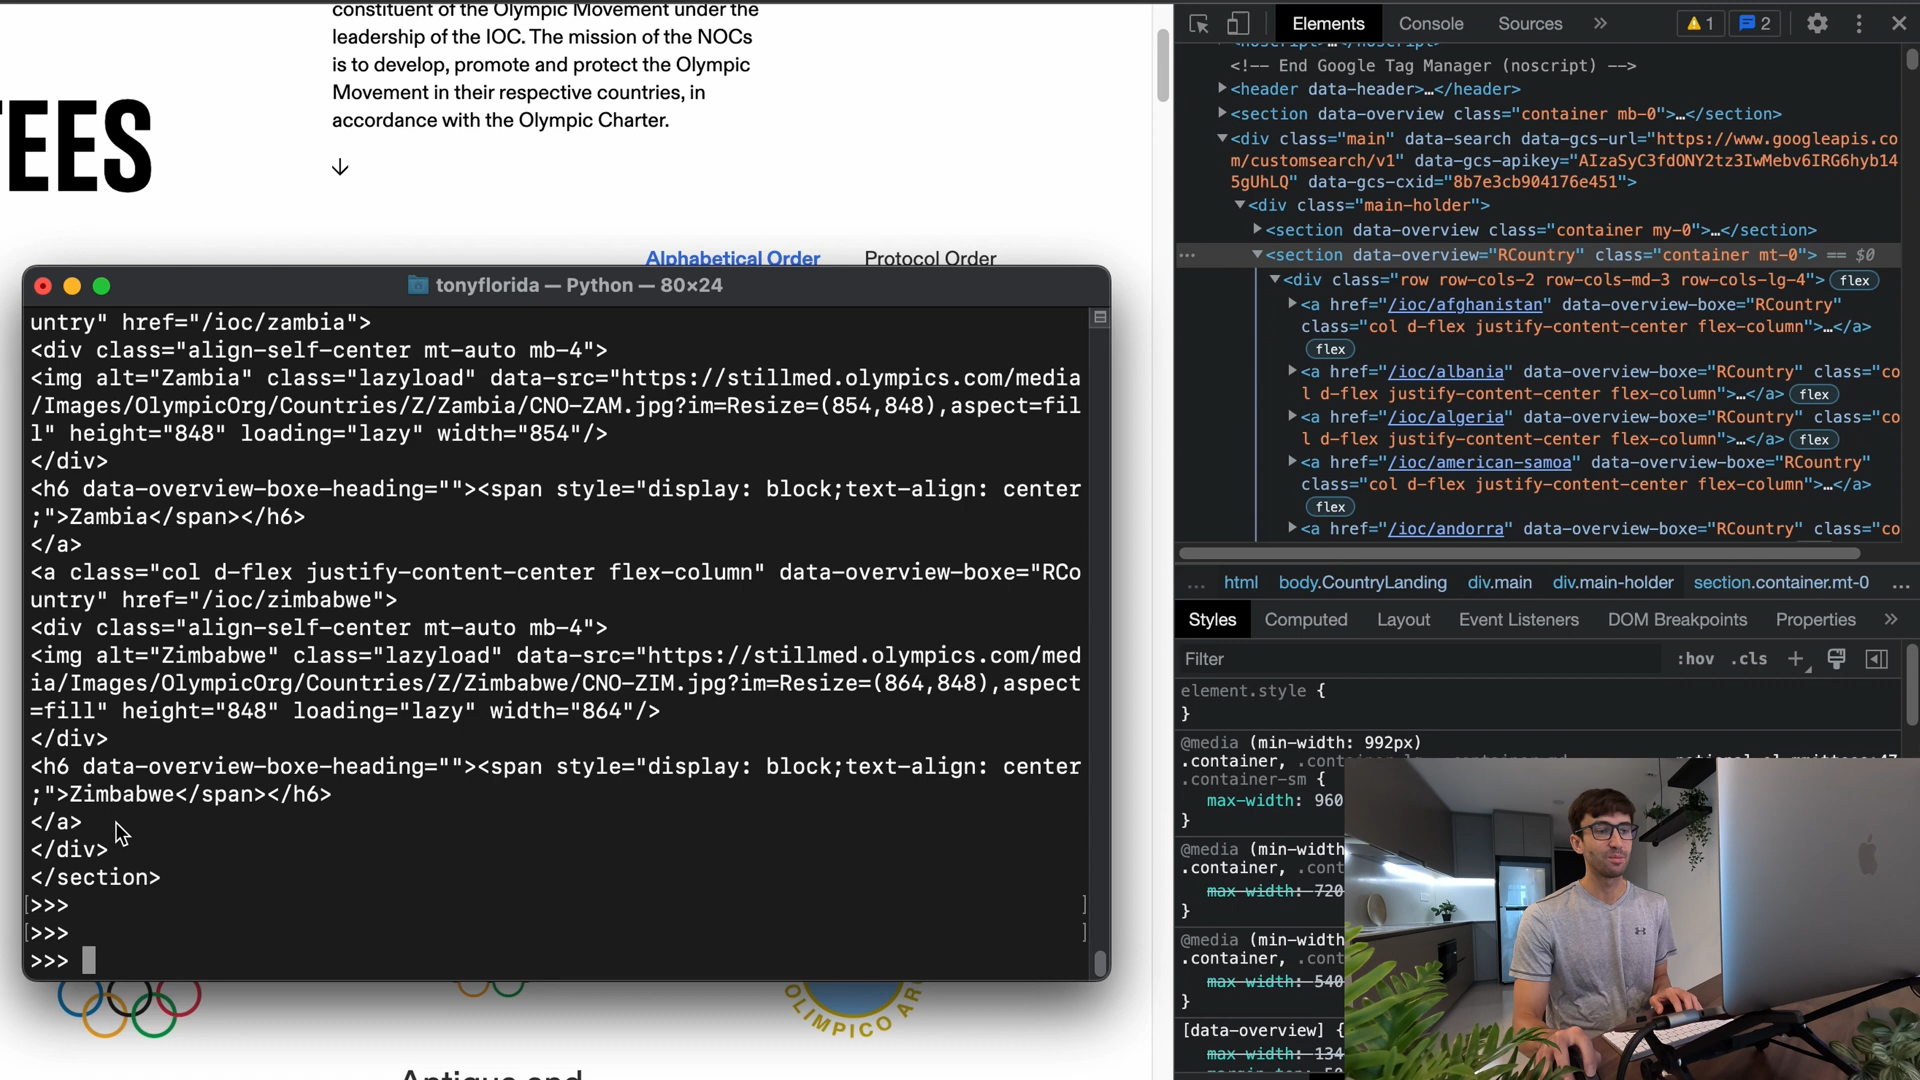 constituent of the Olympic Movement under the
leadership of the IOC. The mission of the NOCs
is to develop, promote and protect the Olympic
Movement in their respective countries, in
accordance with the Olympic Charter.
TEES
↓
Alphabetical Order
Protocol Order
tonyflorida — Python — 80×24
untry" href="/ioc/zambia">
<div class="align-self-center mt-auto mb-4">
<img alt="Zambia" class="lazyload" data-src="https://stillmed.olympics.com/media
/Images/OlympicOrg/Countries/Z/Zambia/CNO-ZAM.jpg?im=Resize=(854,848),aspect=fil
l" height="848" loading="lazy" width="854"/>
</div>
<h6 data-overview-boxe-heading=""><span style="display: block;text-align: center
;">Zambia</span></h6>
</a>
<a class="col d-flex justify-content-center flex-column" data-overview-boxe="RCo
untry" href="/ioc/zimbabwe">
<div class="align-self-center mt-auto mb-4">
<img alt="Zimbabwe" class="lazyload" data-src="https://stillmed.olympics.com/med
ia/Images/OlympicOrg/Countries/Z/Zimbabwe/CNO-ZIM.jpg?im=Resize=(864,848),aspect
=fill" height="848" loading="lazy" width="864"/>
</div>
<h6 data-overview-boxe-heading=""><span style="display: block;text-align: center
;">Zimbabwe</span></h6>
</a>
</div>
</section>
[>>> ]
[>>> ]
>>>
OLIMPICO AR
Antigua and
Elements Console Sources » 1 2
<noscript>…</noscript>
<!-- End Google Tag Manager (noscript) -->
<header data-header>…</header>
<section data-overview class="container mb-0">…</section>
<div class="main" data-search data-gcs-url="https://www.googleapis.co
m/customsearch/v1" data-gcs-apikey="AIzaSyC3fdONY2tz3IwMebv6IRG6hyb14
5gUhLQ" data-gcs-cxid="8b7e3cb904176e451">
<div class="main-holder">
<section data-overview class="container my-0">…</section>
… <section data-overview="RCountry" class="container mt-0"> == $0
<div class="row row-cols-2 row-cols-md-3 row-cols-lg-4"> flex
<a href="/ioc/afghanistan" data-overview-boxe="RCountry"
class="col d-flex justify-content-center flex-column">…</a>
flex
<a href="/ioc/albania" data-overview-boxe="RCountry" class="co
l d-flex justify-content-center flex-column">…</a> flex
<a href="/ioc/algeria" data-overview-boxe="RCountry" class="co
l d-flex justify-content-center flex-column">…</a> flex
<a href="/ioc/american-samoa" data-overview-boxe="RCountry"
class="col d-flex justify-content-center flex-column">…</a>
flex
<a href="/ioc/andorra" data-overview-boxe="RCountry" class="co
… html body.CountryLanding div.main div.main-holder section.container.mt-0 …
Styles Computed Layout Event Listeners DOM Breakpoints Properties »
Filter :hov .cls +
element.style {
}
@media (min-width: 992px)
.container,
.container-sm {
max-width: 960
}
@media (min-width
.container, .cont
max-width: 720
}
@media (min-width
.container, .cont
max-width: 540
}
[data-overview] {
max-width: 134